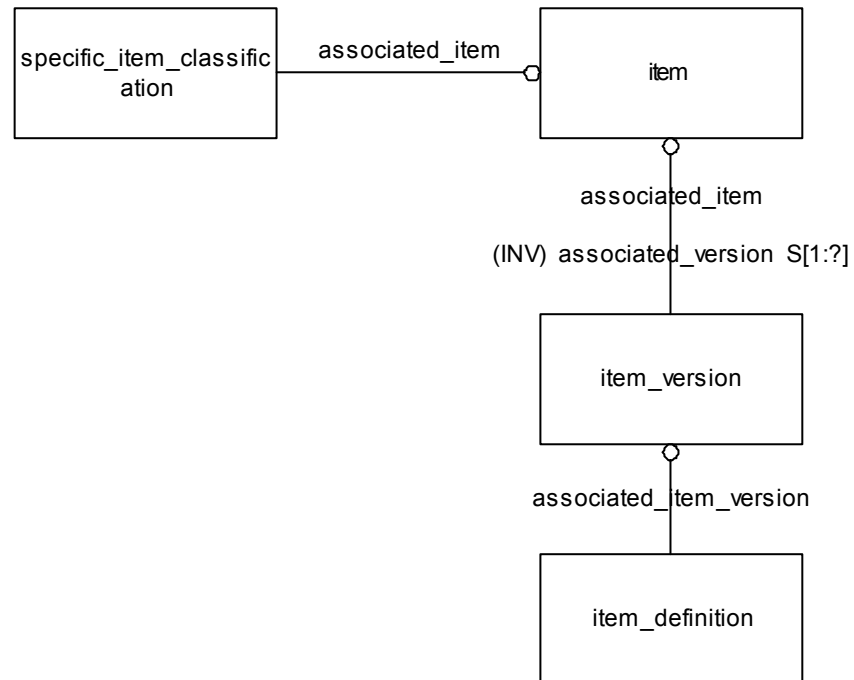 associated_item
specific_item_classific
ation
item
associated_item
(INV) associated_version S[1:?]
item_version
associated_item_version
item_definition